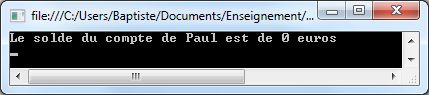 file:///C:/Users/Baptiste/Documents/Enseignement/...
Le solde du compte de Paul est de 0 euros